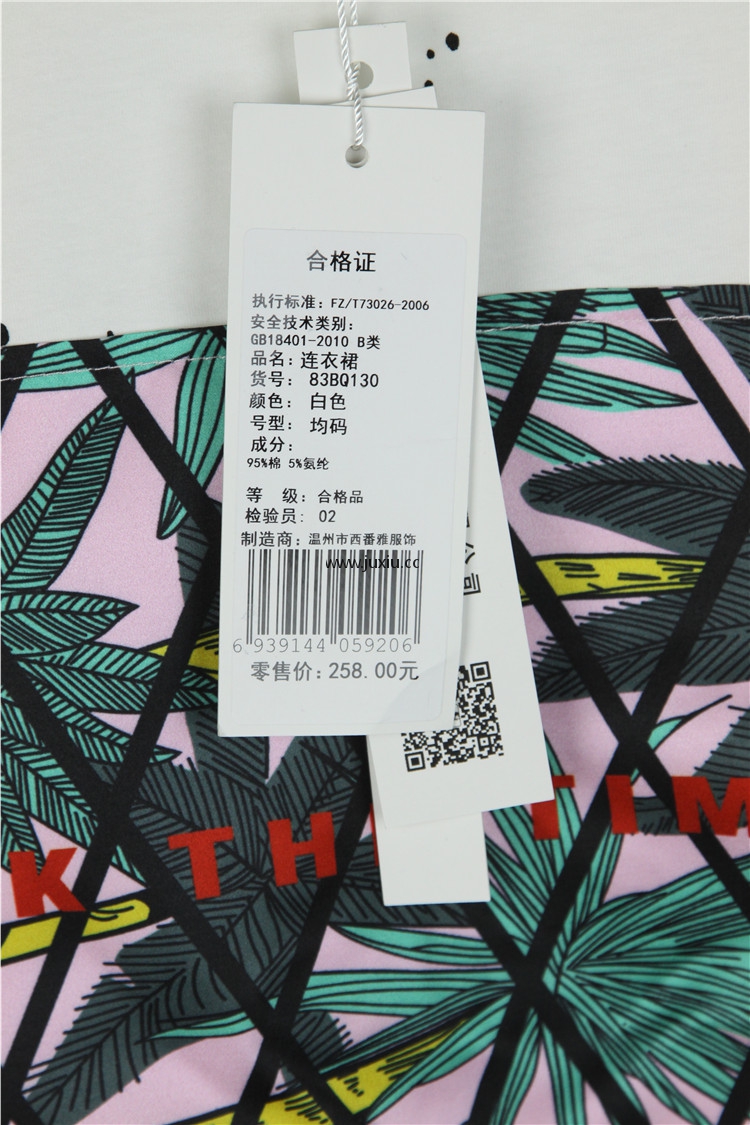 合格证
执行标准：FZ/T73026-2006
安全技术类别：
GB18401-2010 B类
品名：连衣裙
货号： 83BQ130
颜色： 白色
号型： 均码
成分：
95%棉 5%氨纶
等 级：合格品
检验员： 02
制造商：温州市西番雅服饰
www.juxiu.cc
6 939144 059206
零售价：258.00元
公司
K THE TIM